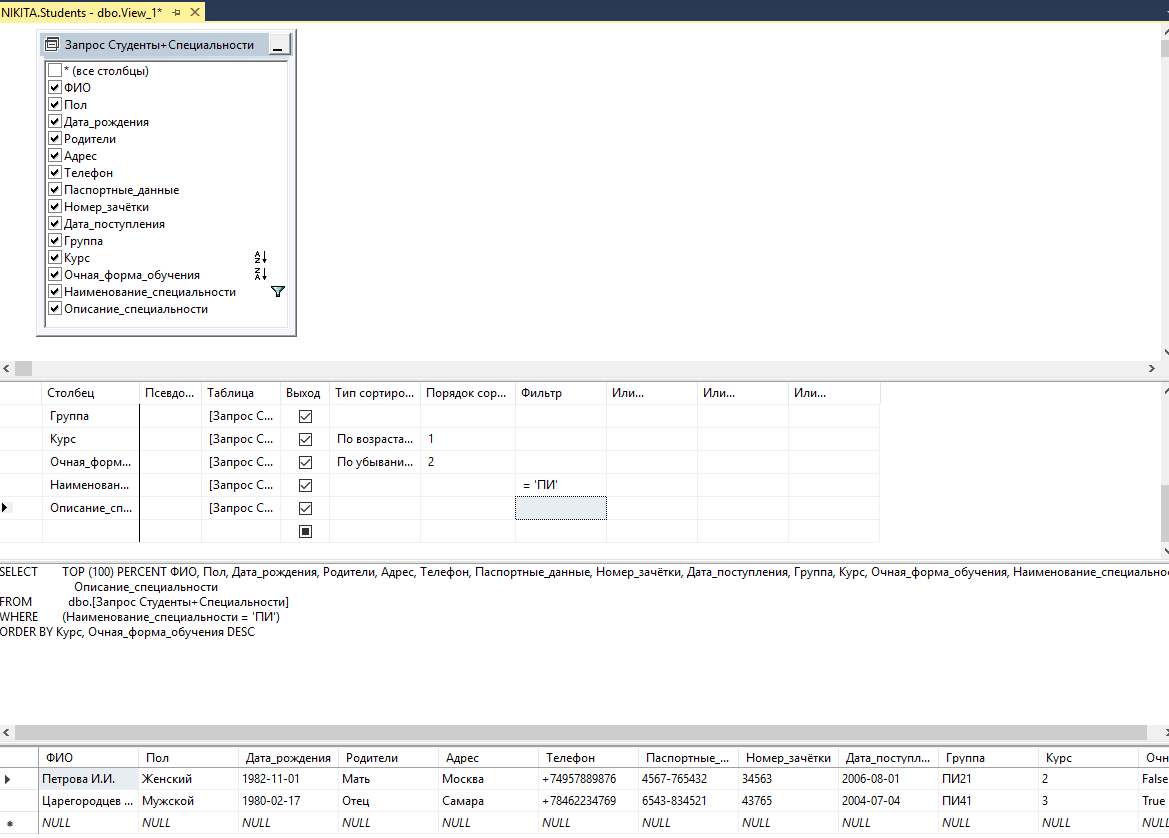 NIKITA.Students - dbo.View_1*
Запрос Студенты+Специальности
* (все столбцы)
ФИО
Пол
Дата_рождения
Родители
Адрес
Телефон
Паспортные_данные
Номер_зачётки
Дата_поступления
Группа
Курс
Очная_форма_обучения
Наименование_специальности
Описание_специальности
Столбец Псевдо... Таблица Выход Тип сортиро... Порядок сор... Фильтр Или... Или... Или...
Группа [Запрос С...
Курс [Запрос С... По возраста... 1
Очная_форм... [Запрос С... По убывани... 2
Наименован... [Запрос С... = 'ПИ'
Описание_сп... [Запрос С...
SELECT TOP (100) PERCENT ФИО, Пол, Дата_рождения, Родители, Адрес, Телефон, Паспортные_данные, Номер_зачётки, Дата_поступления, Группа, Курс, Очная_форма_обучения, Наименование_специально
Описание_специальности
FROM dbo.[Запрос Студенты+Специальности]
WHERE (Наименование_специальности = 'ПИ')
ORDER BY Курс, Очная_форма_обучения DESC
ФИО Пол Дата_рождения Родители Адрес Телефон Паспортные_... Номер_зачётки Дата_поступл... Группа Курс Очн
Петрова И.И. Женский 1982-11-01 Мать Москва +74957889876 4567-765432 34563 2006-08-01 ПИ21 2 False
Царегородцев ... Мужской 1980-02-17 Отец Самара +78462234769 6543-834521 43765 2004-07-04 ПИ41 3 True
NULL NULL NULL NULL NULL NULL NULL NULL NULL NULL NULL NULL